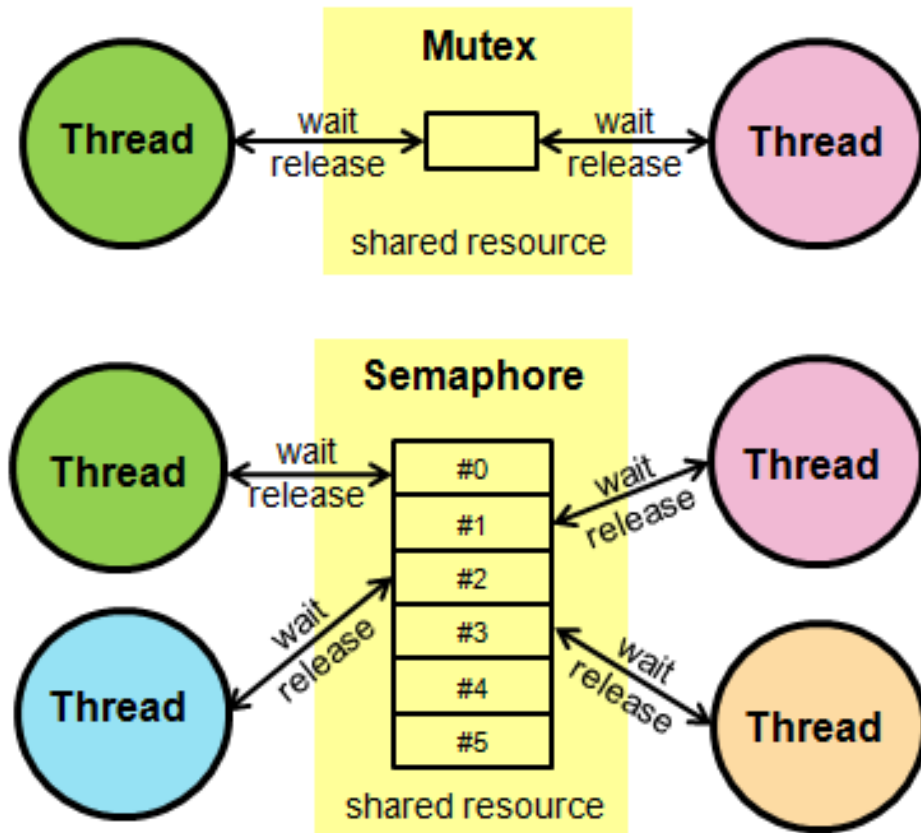 Mutex
Thread
wait
release
wait
release
Thread
shared resource
Semaphore
Thread
wait
release
#0
#1
#2
#3
#4
#5
wait
release
Thread
Thread
wait
release
wait
release
Thread
shared resource